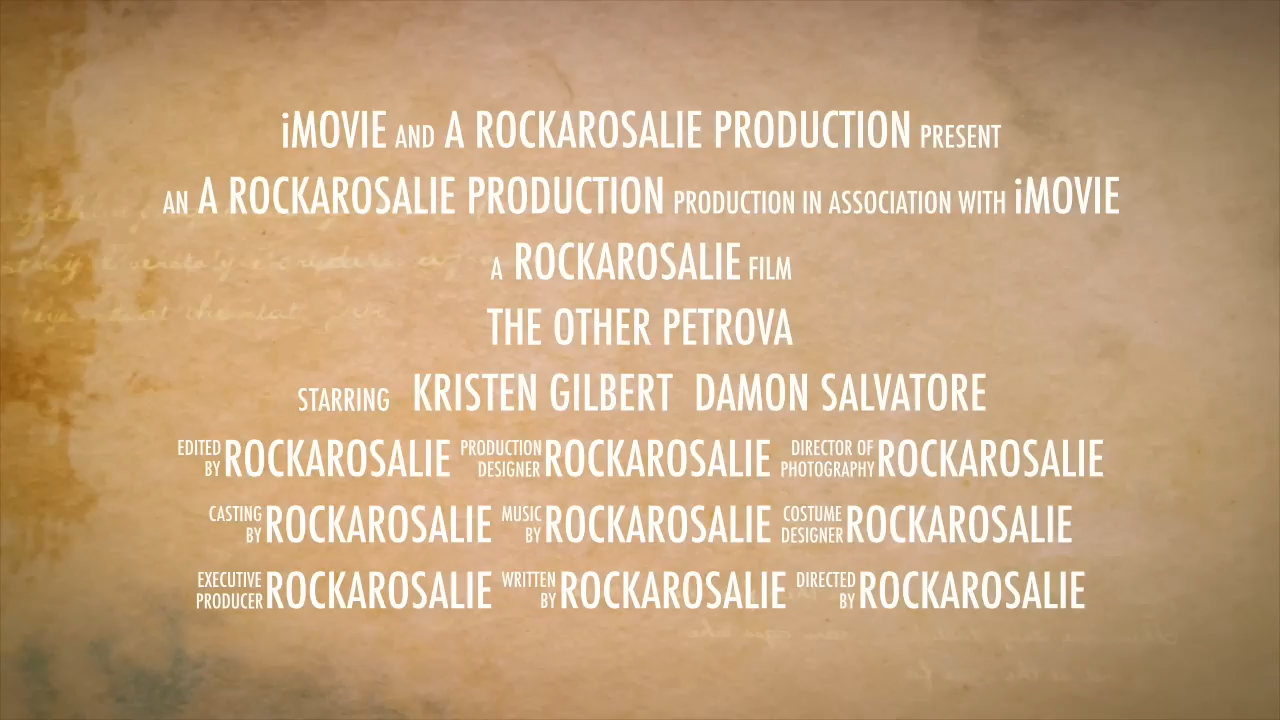 iMOVIE AND A ROCKAROSALIE PRODUCTION PRESENT
AN A ROCKAROSALIE PRODUCTION PRODUCTION IN ASSOCIATION WITH iMOVIE
A ROCKAROSALIE FILM
THE OTHER PETROVA
STARRING KRISTEN GILBERT DAMON SALVATORE
EDITED BY ROCKAROSALIE PRODUCTION DESIGNER ROCKAROSALIE DIRECTOR OF PHOTOGRAPHY ROCKAROSALIE
CASTING BY ROCKAROSALIE MUSIC BY ROCKAROSALIE COSTUME DESIGNER ROCKAROSALIE
EXECUTIVE PRODUCER ROCKAROSALIE WRITTEN BY ROCKAROSALIE DIRECTED BY ROCKAROSALIE